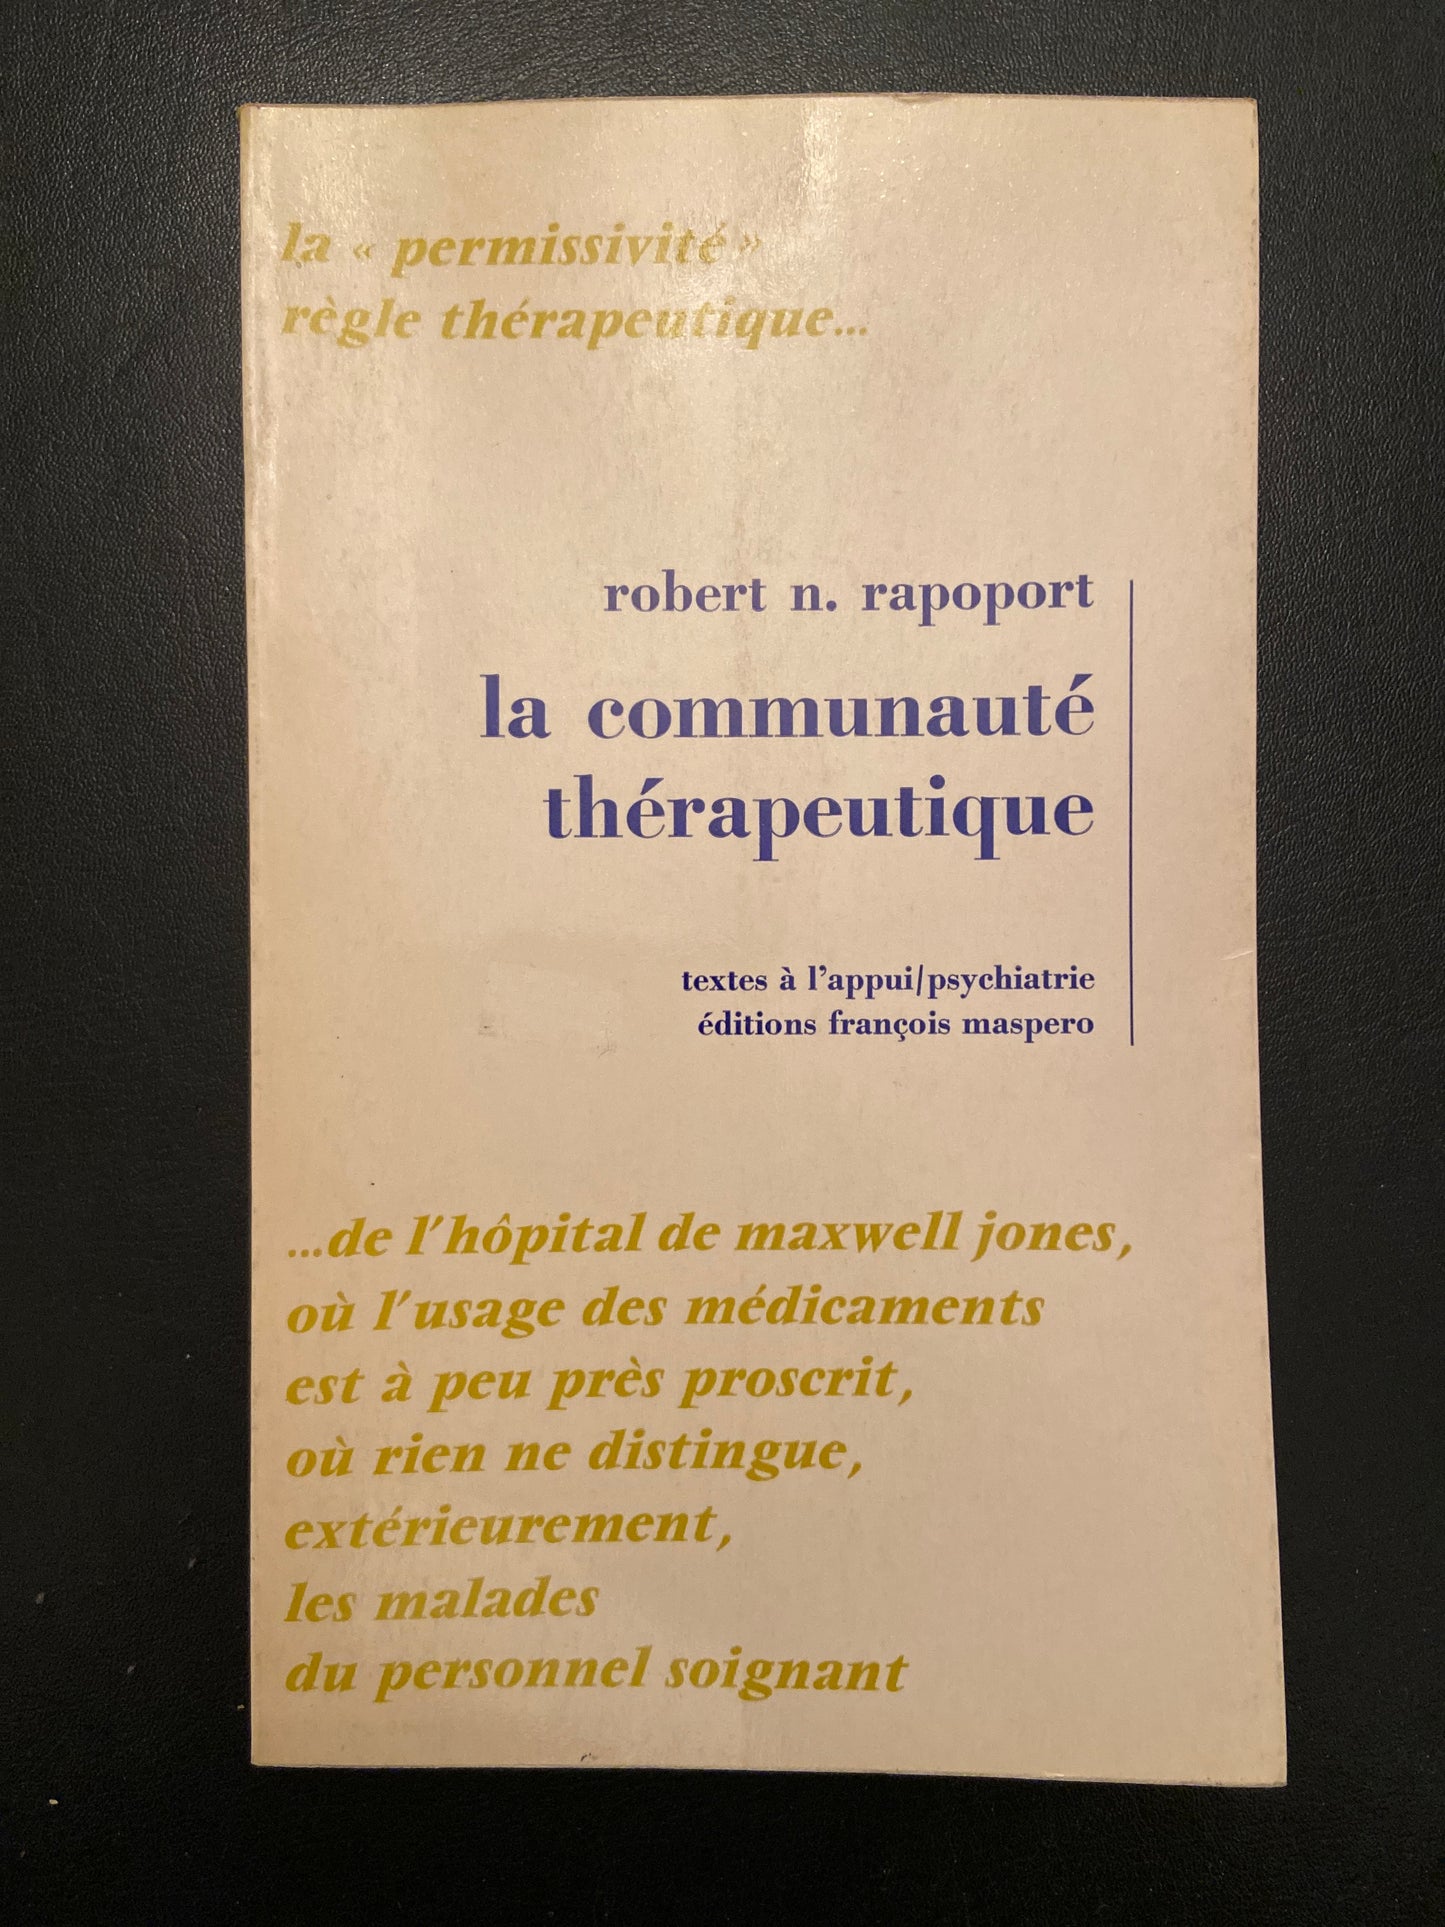 la « permissivité »
règle thérapeutique...
robert n. rapoport
la communauté
thérapeutique
textes à l'appui/psychiatrie
éditions françois maspero
...de l'hôpital de maxwell jones,
où l'usage des médicaments
est à peu près proscrit,
où rien ne distingue,
extérieurement,
les malades
du personnel soignant